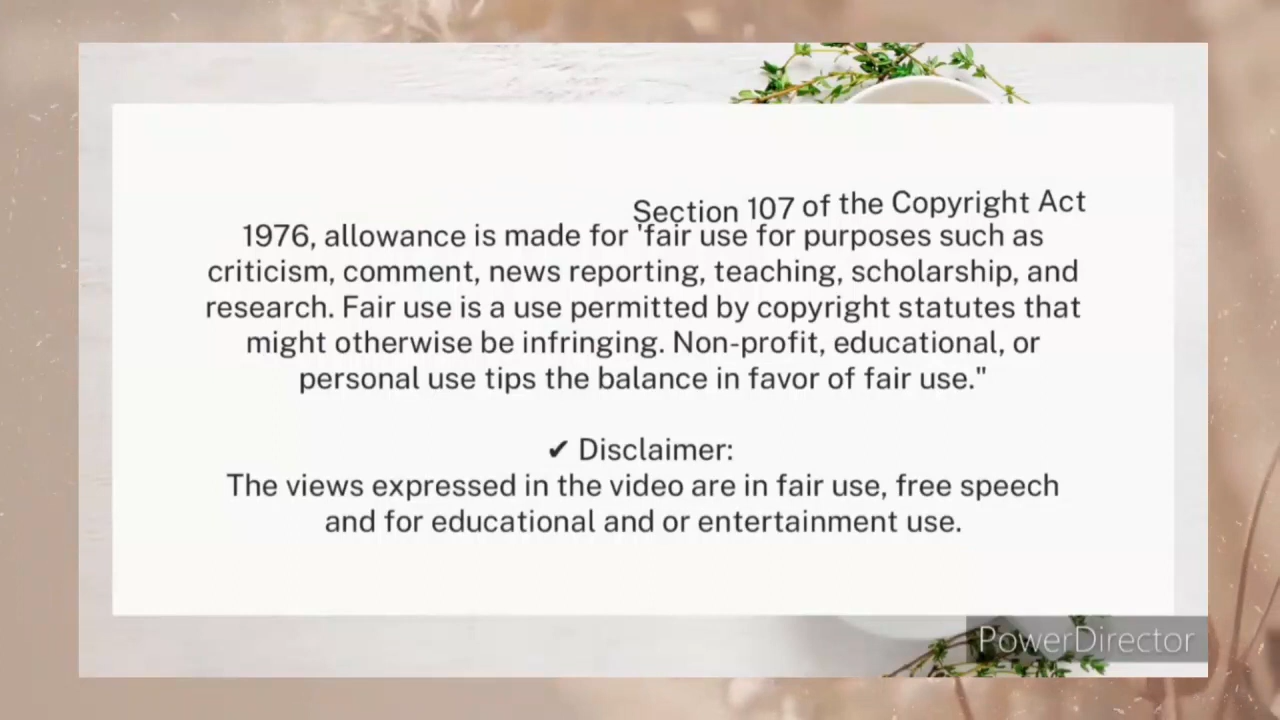 Section 107 of the Copyright Act
1976, allowance is made for 'fair use for purposes such as
criticism, comment, news reporting, teaching, scholarship, and
research. Fair use is a use permitted by copyright statutes that
might otherwise be infringing. Non-profit, educational, or
personal use tips the balance in favor of fair use."
✔ Disclaimer:
The views expressed in the video are in fair use, free speech
and for educational and or entertainment use.
PowerDirector